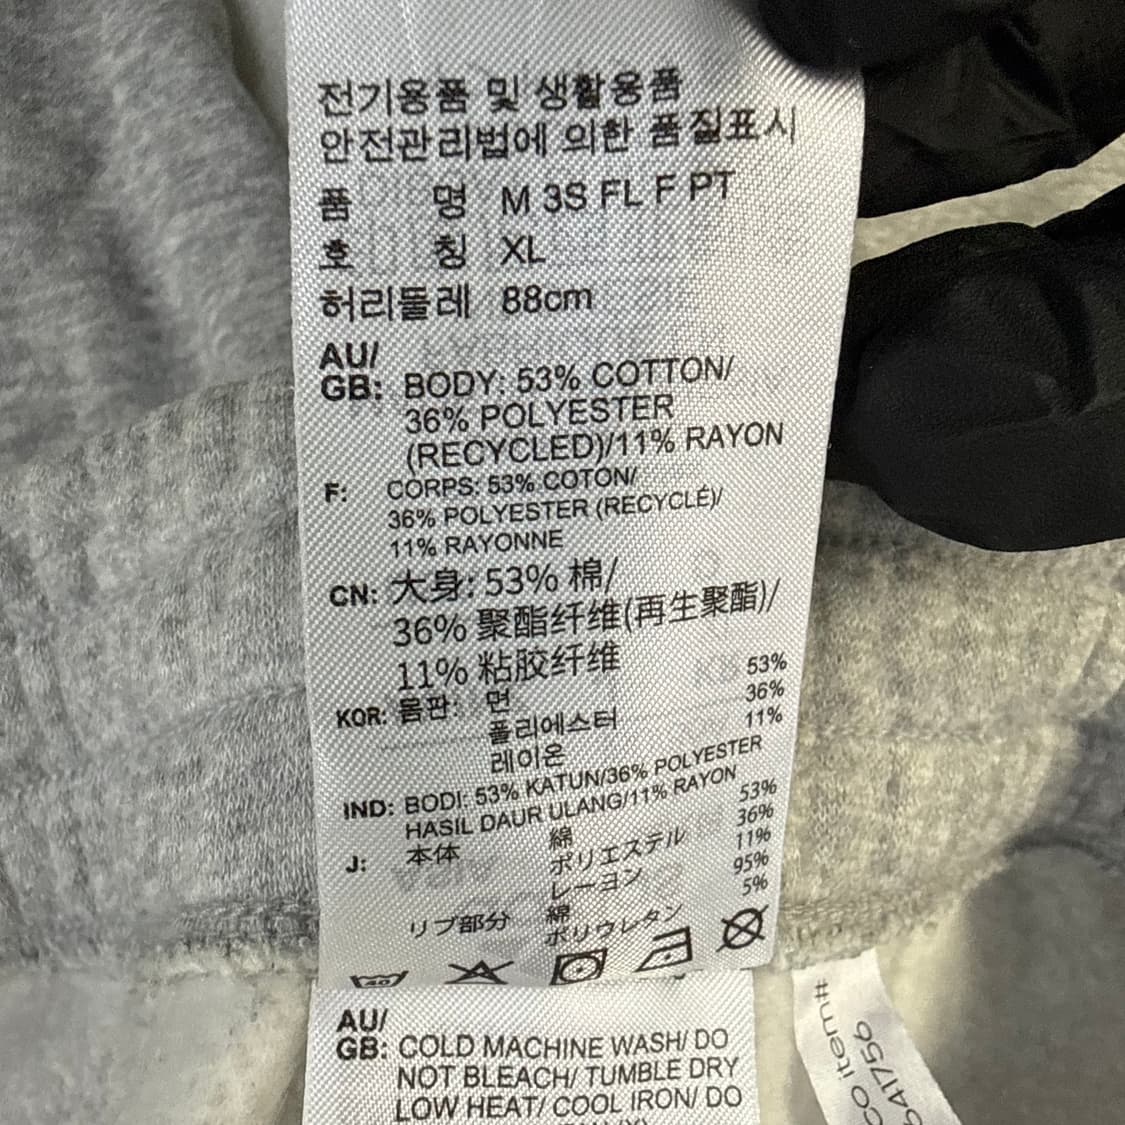 전기용품 및 생활용품
안전관리법에 의한 품질표시
품 명 M 3S FL F PT
호 칭 XL
허리둘레 88cm
AU/
GB: BODY: 53% COTTON/
36% POLYESTER
(RECYCLED)/11% RAYON
F: CORPS: 53% COTON/
36% POLYESTER (RECYCLÉ)/
11% RAYONNE
CN: 大身: 53% 棉/
36% 聚酯纤维(再生聚酯)/
11% 粘胶纤维
KOR: 몸판: 면 53%
폴리에스터 36%
레이온 11%
IND: BODI: 53% KATUN/36% POLYESTER
HASIL DAUR ULANG/11% RAYON
J: 本体 綿 53%
ポリエステル 36%
レーヨン 11%
リブ部分 綿 95%
ポリウレタン 5%
40
AU/
GB: COLD MACHINE WASH/ DO
NOT BLEACH/ TUMBLE DRY
LOW HEAT/ COOL IRON/ DO
CO item#
641756